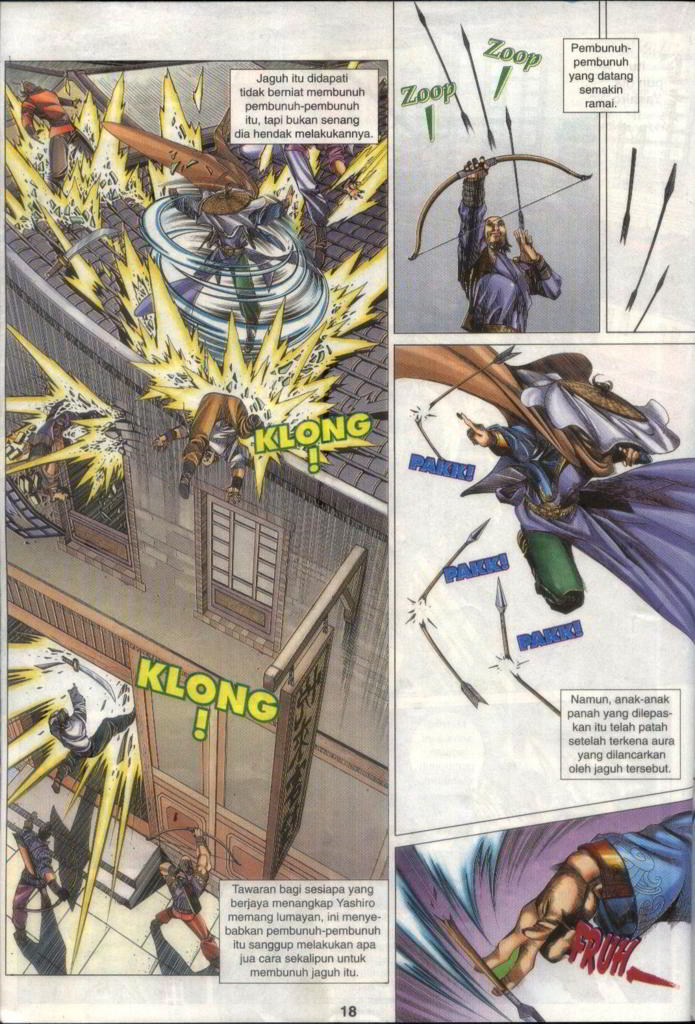 Jaguh itu didapati
tidak berniat membunuh
pembunuh-pembunuh
itu, tapi bukan senang
dia hendak melakukannya.
KLONG
!
KLONG
!
Tawaran bagi sesiapa yang
berjaya menangkap Yashiro
memang lumayan, ini menye-
babkan pembunuh-pembunuh
itu sanggup melakukan apa
jua cara sekalipun untuk
membunuh jaguh itu.
Zoop
!
Zoop
!
Pembunuh-
pembunuh
yang datang
semakin
ramai.
PAKK!
PAKK!
PAKK!
Namun, anak-anak
panah yang dilepas-
kan itu telah patah
setelah terkena aura
yang dilancarkan
oleh jaguh tersebut.
FRUH
18